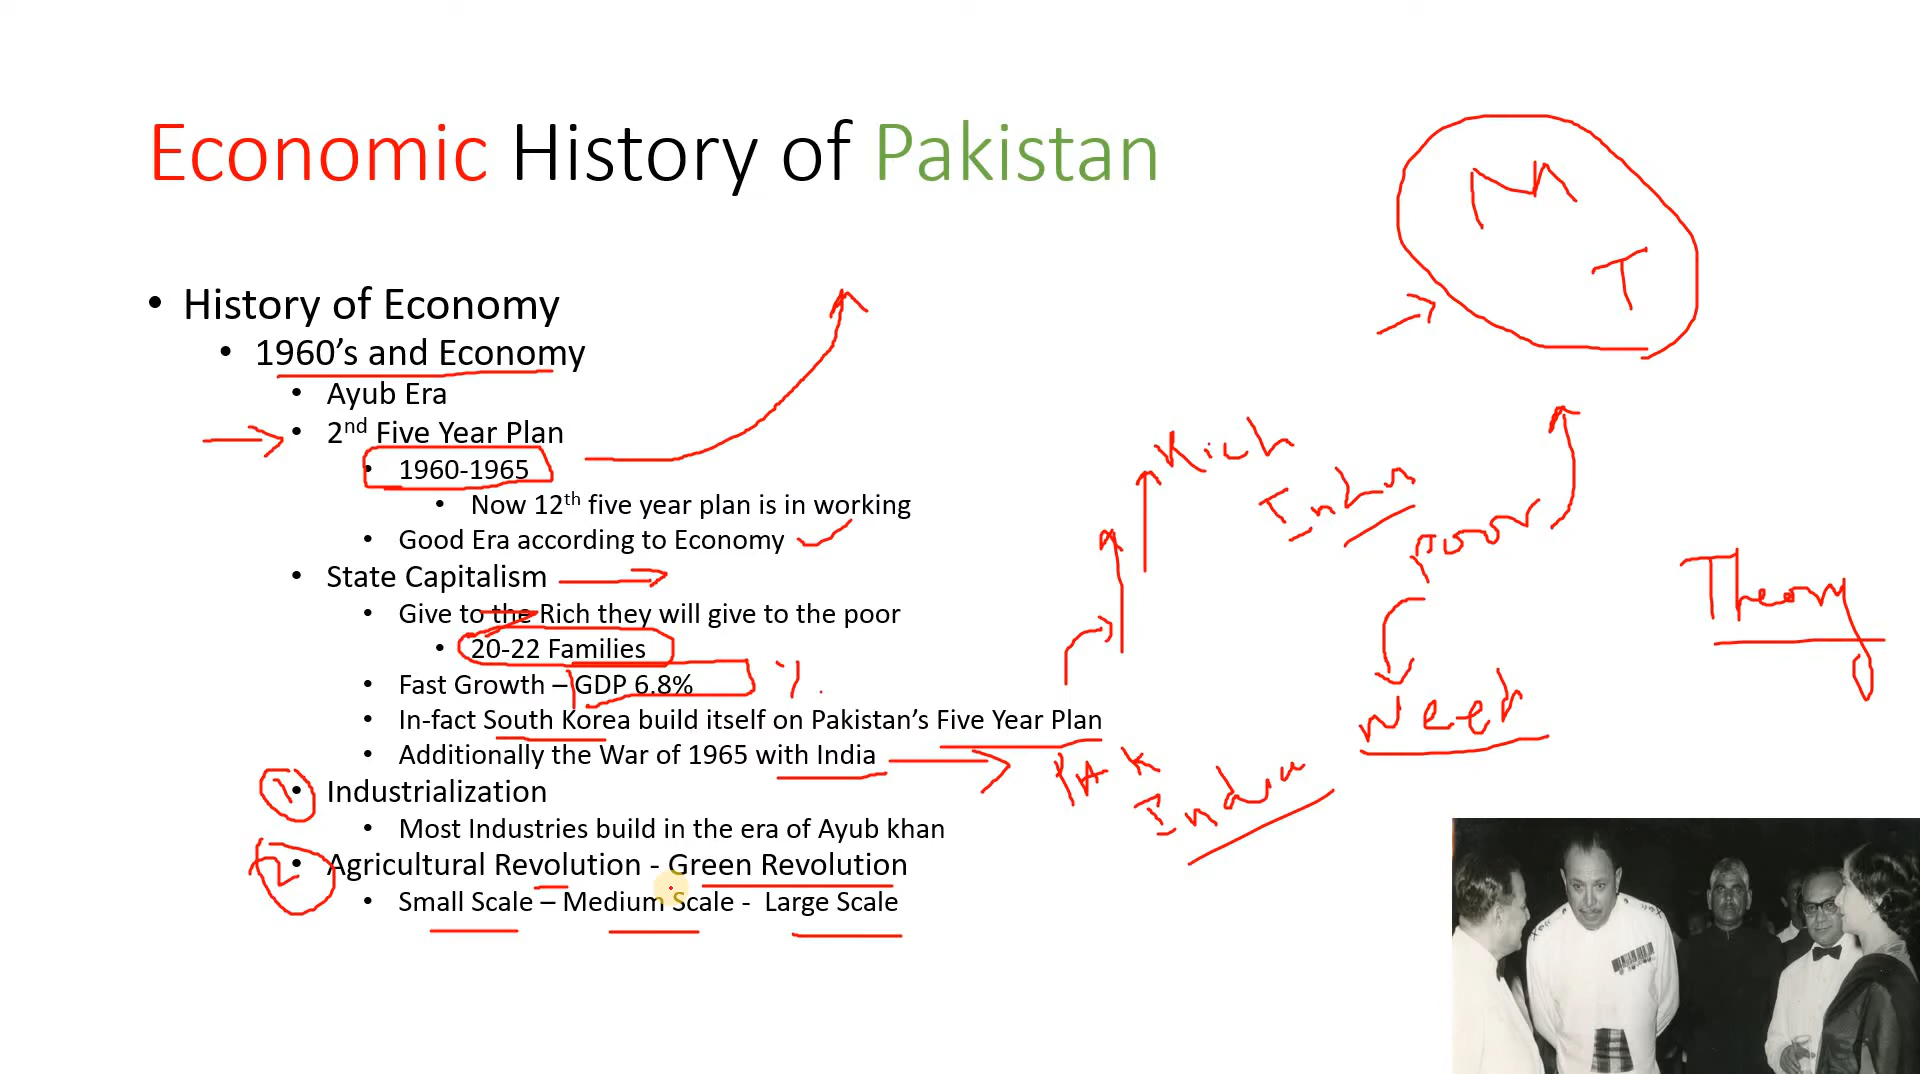 Economic History of Pakistan
• History of Economy
• 1960’s and Economy
• Ayub Era
• 2nd Five Year Plan
• 1960-1965
• Now 12th five year plan is in working
• Good Era according to Economy
• State Capitalism
• Give to the Rich they will give to the poor
• 20-22 Families
• Fast Growth – GDP 6.8%
• In-fact South Korea build itself on Pakistan’s Five Year Plan
• Additionally the War of 1965 with India
1 • Industrialization
• Most Industries build in the era of Ayub khan
2 • Agricultural Revolution - Green Revolution
• Small Scale – Medium Scale - Large Scale
M
T
Rich
poor
Theory
%
PAK
India